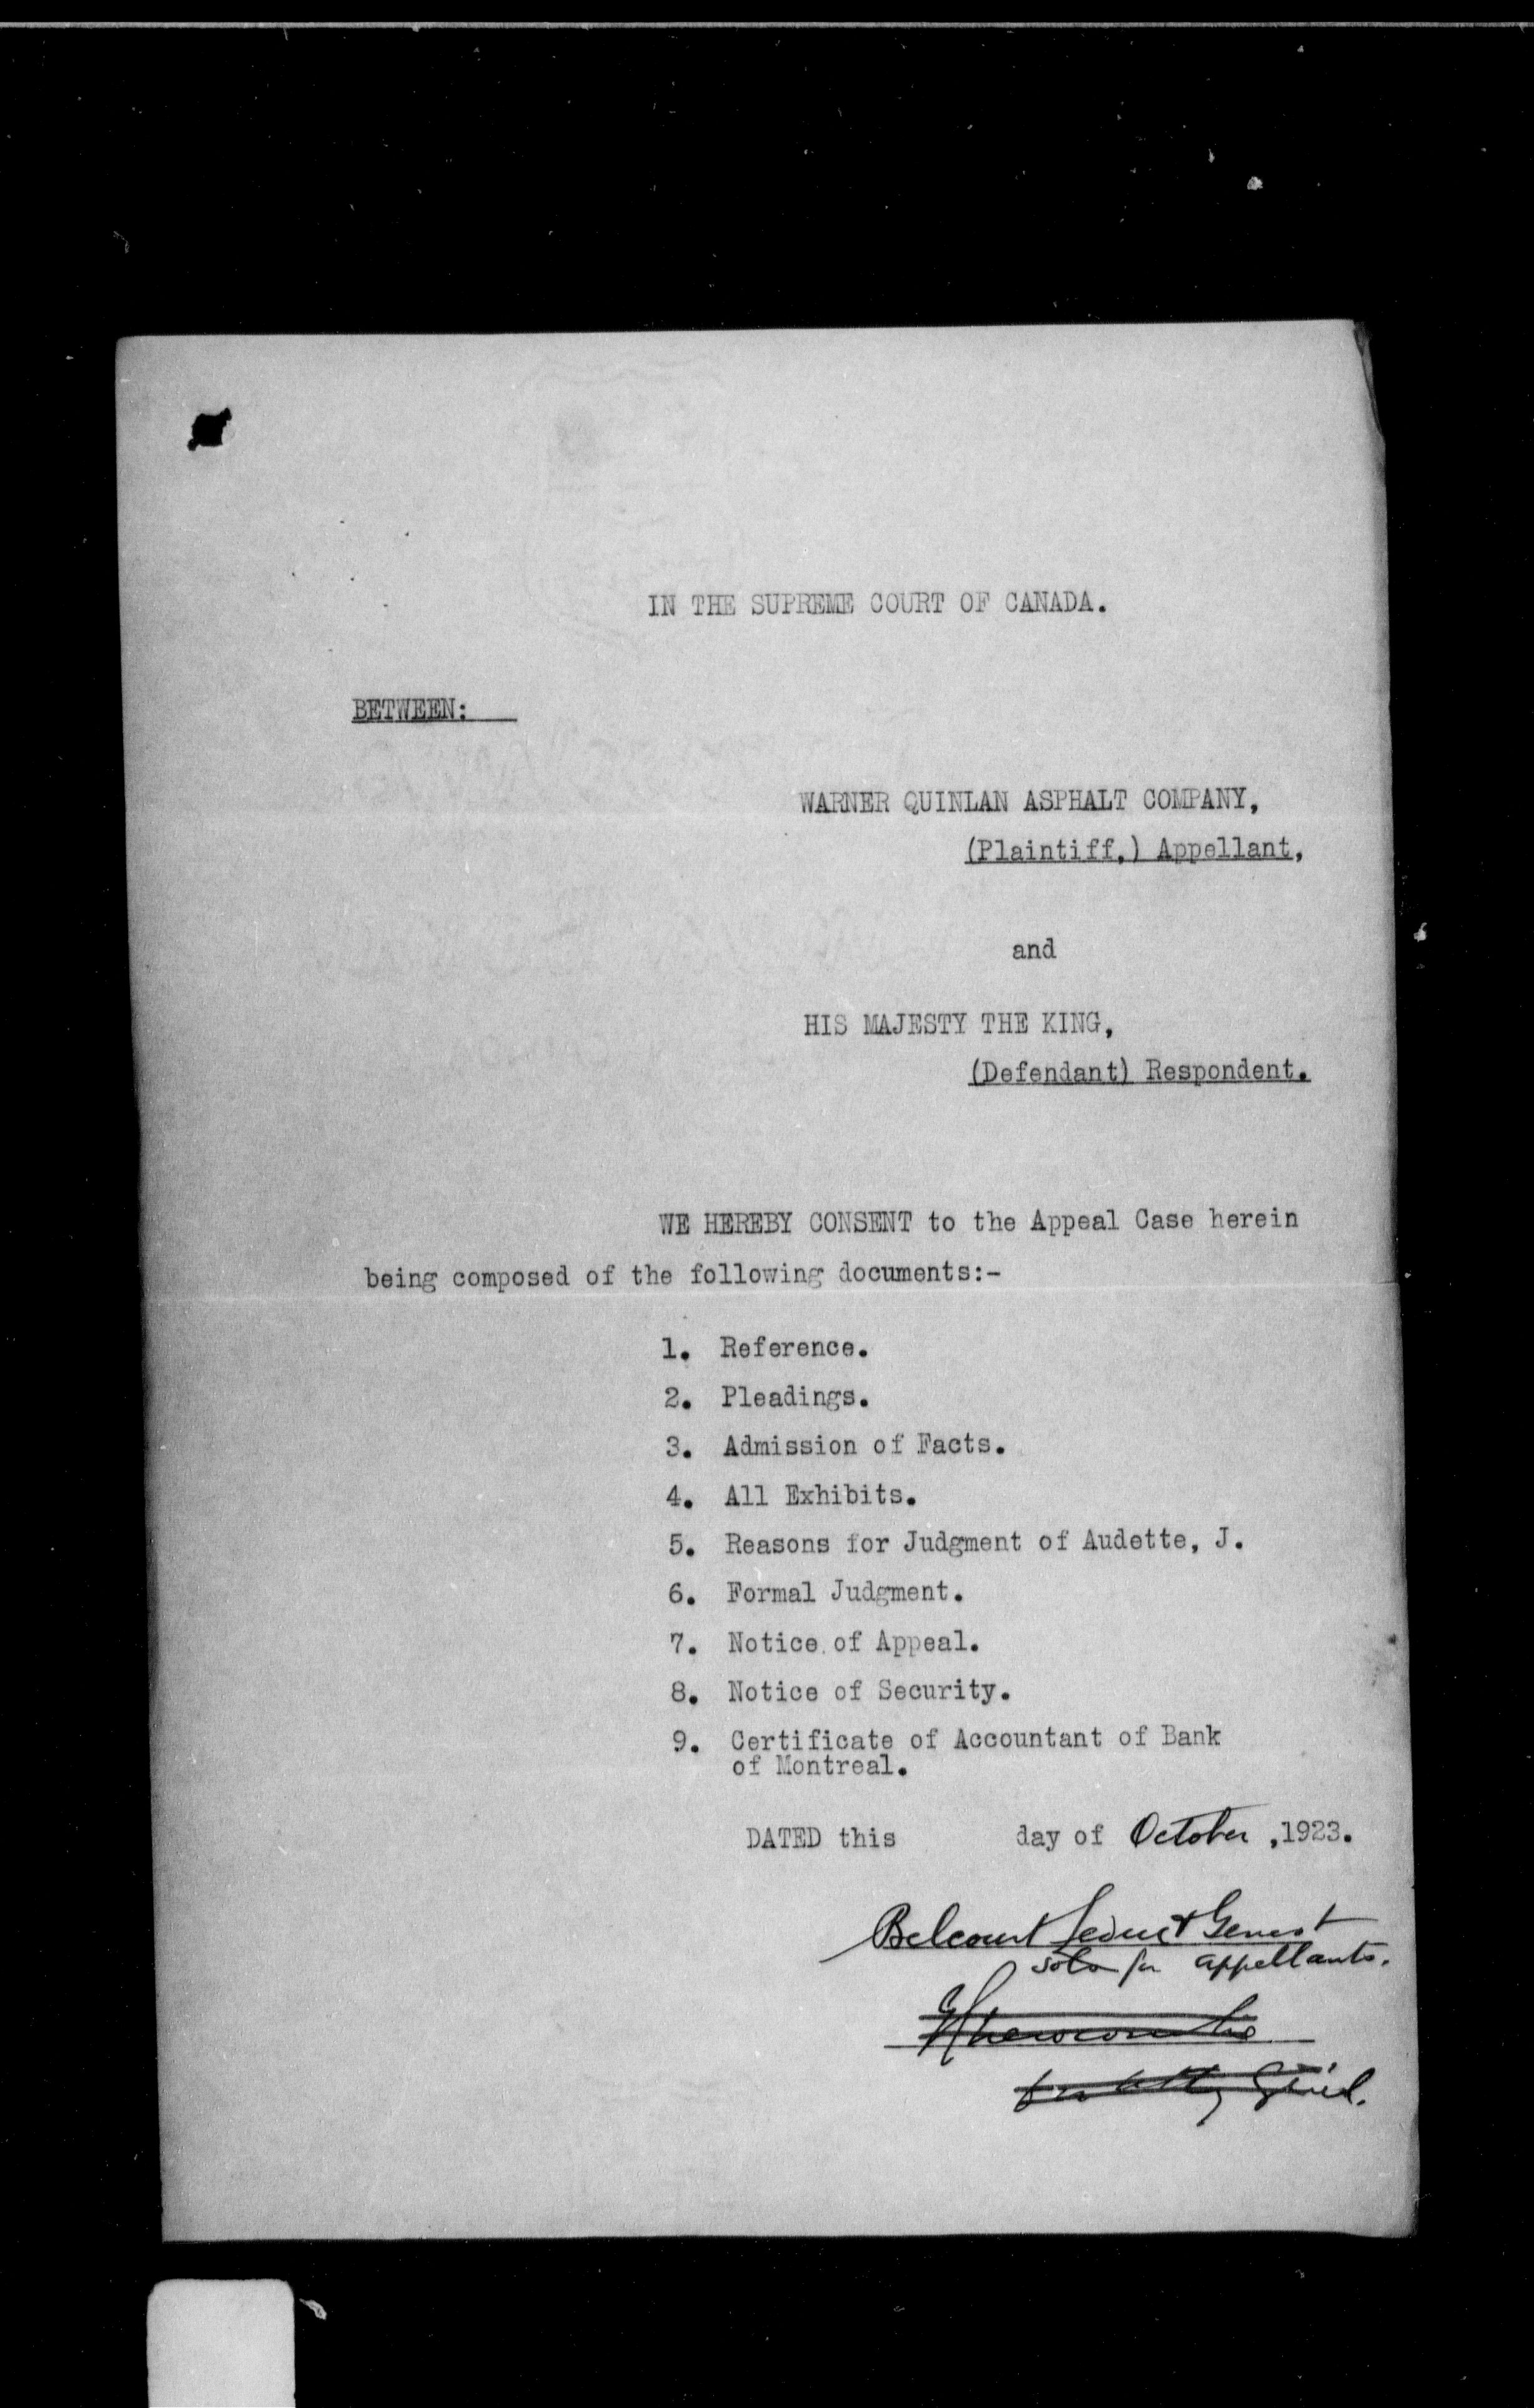 IN THE SUPREME COURT OF CANADA.
BETWEEN:
WARNER QUINLAN ASPHALT COMPANY,
(Plaintiff,) Appellant,
and
HIS MAJESTY THE KING,
(Defendant) Respondent.
WE HEREBY CONSENT to the Appeal Case herein
being composed of the following documents:-
1. Reference.
2. Pleadings.
3. Admission of Facts.
4. All Exhibits.
5. Reasons for Judgment of Audette, J.
6. Formal Judgment.
7. Notice of Appeal.
8. Notice of Security.
9. Certificate of Accountant of Bank
of Montreal.
DATED this day of October ,1923.
Belcourt Leduc & Genest
Sols for appellants.
Newcombe
for Atty Gen'l.